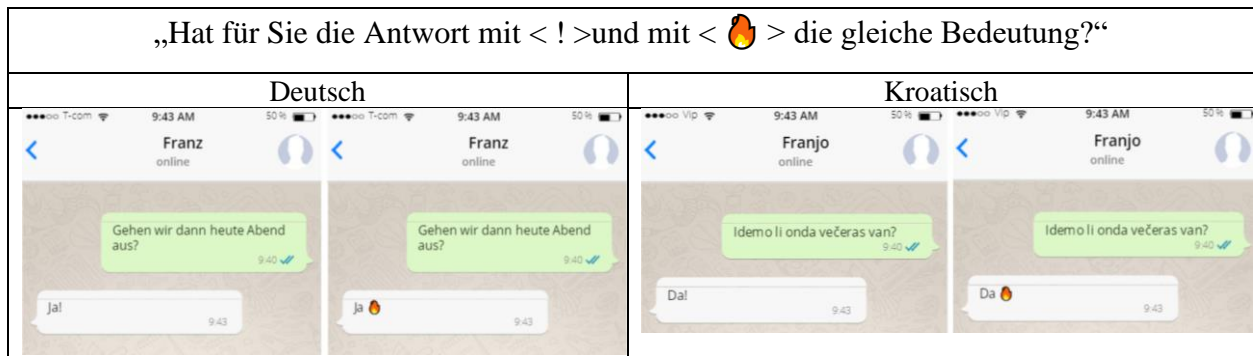 „Hat für Sie die Antwort mit < ! >und mit < 🔥 > die gleiche Bedeutung?“
Deutsch
Kroatisch
T-com 9:43 AM 50 %
Franz
online
Gehen wir dann heute Abend
aus?
9:40
Ja!
9:43
T-com 9:43 AM 50 %
Franz
online
Gehen wir dann heute Abend
aus?
9:40
Ja 🔥
9:43
Vip 9:43 AM 50 %
Franjo
online
Idemo li onda večeras van?
9:40
Da!
9:43
Vip 9:43 AM 50 %
Franjo
online
Idemo li onda večeras van?
9:40
Da 🔥
9:43